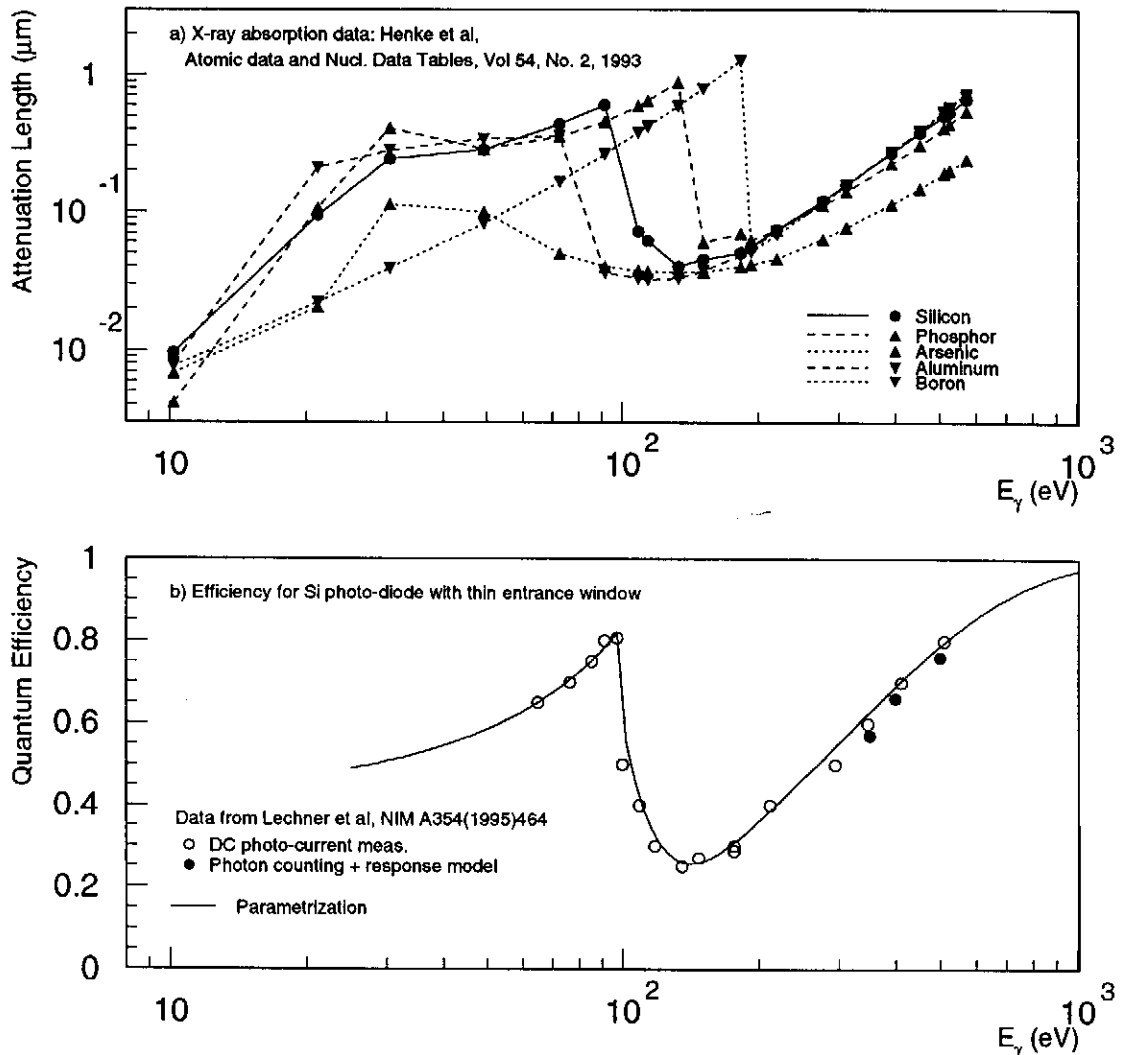 a) X-ray absorption data: Henke et al,
Atomic data and Nucl. Data Tables, Vol 54, No. 2, 1993
Attenuation Length (μm)
1
10 -1
10 -2
Silicon
Phosphor
Arsenic
Aluminum
Boron
10
10 2
10 3
Eγ (eV)
b) Efficiency for Si photo-diode with thin entrance window
Quantum Efficiency
1
0.8
0.6
0.4
0.2
0
Data from Lechner et al, NIM A354(1995)464
DC photo-current meas.
Photon counting + response model
Parametrization
10
10 2
10 3
Eγ (eV)